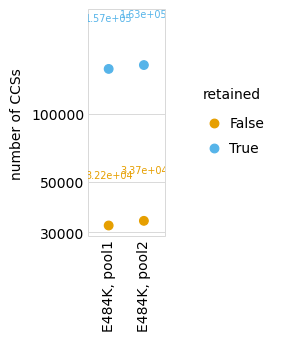 1.57e+05
1.63e+05
number of CCSs
100000
50000
30000
3.22e+04
3.37e+04
E484K, pool1
E484K, pool2
retained
False
True